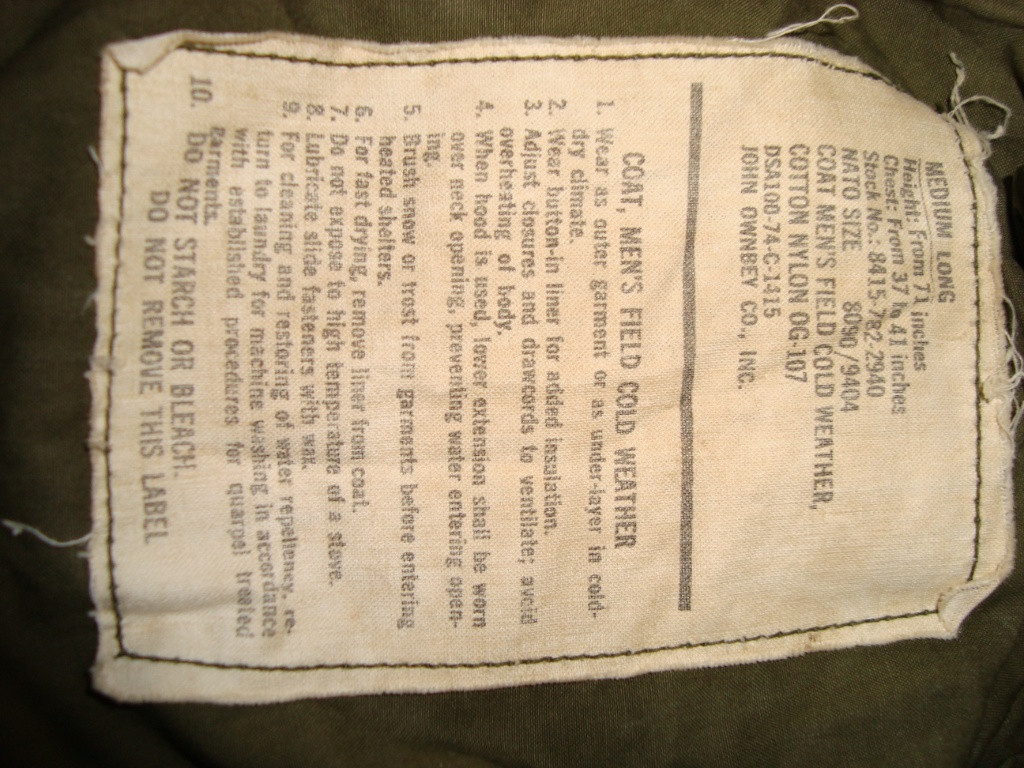 MEDIUM LONG
Height: From 71 inches
Chest: From 37 to 41 inches
Stock No.: 8415-782-2940
NATO SIZE 8090/9404
COAT MEN'S FIELD COLD WEATHER,
COTTON NYLON OG-107
DSA100-74-C-1415
JOHN OWNBEY CO., INC.
COAT, MEN'S FIELD COLD WEATHER
1. Wear as outer garment or as under-layer in cold-
dry climate.
2. Wear button-in liner for added insulation.
3. Adjust closures and drawcords to ventilate; avoid
overheating of body.
4. When hood is used, lower extension shall be worn
over neck opening, preventing water entering open-
ing.
5. Brush snow or frost from garments before entering
heated shelters.
6. For fast drying, remove liner from coat.
7. Do not expose to high temperature of a stove.
8. Lubricate slide fasteners with wax.
9. For cleaning and restoring of water repellency, re-
turn to laundry for machine washing in accordance
with established procedures for quarpel treated
garments.
10. DO NOT STARCH OR BLEACH.
DO NOT REMOVE THIS LABEL